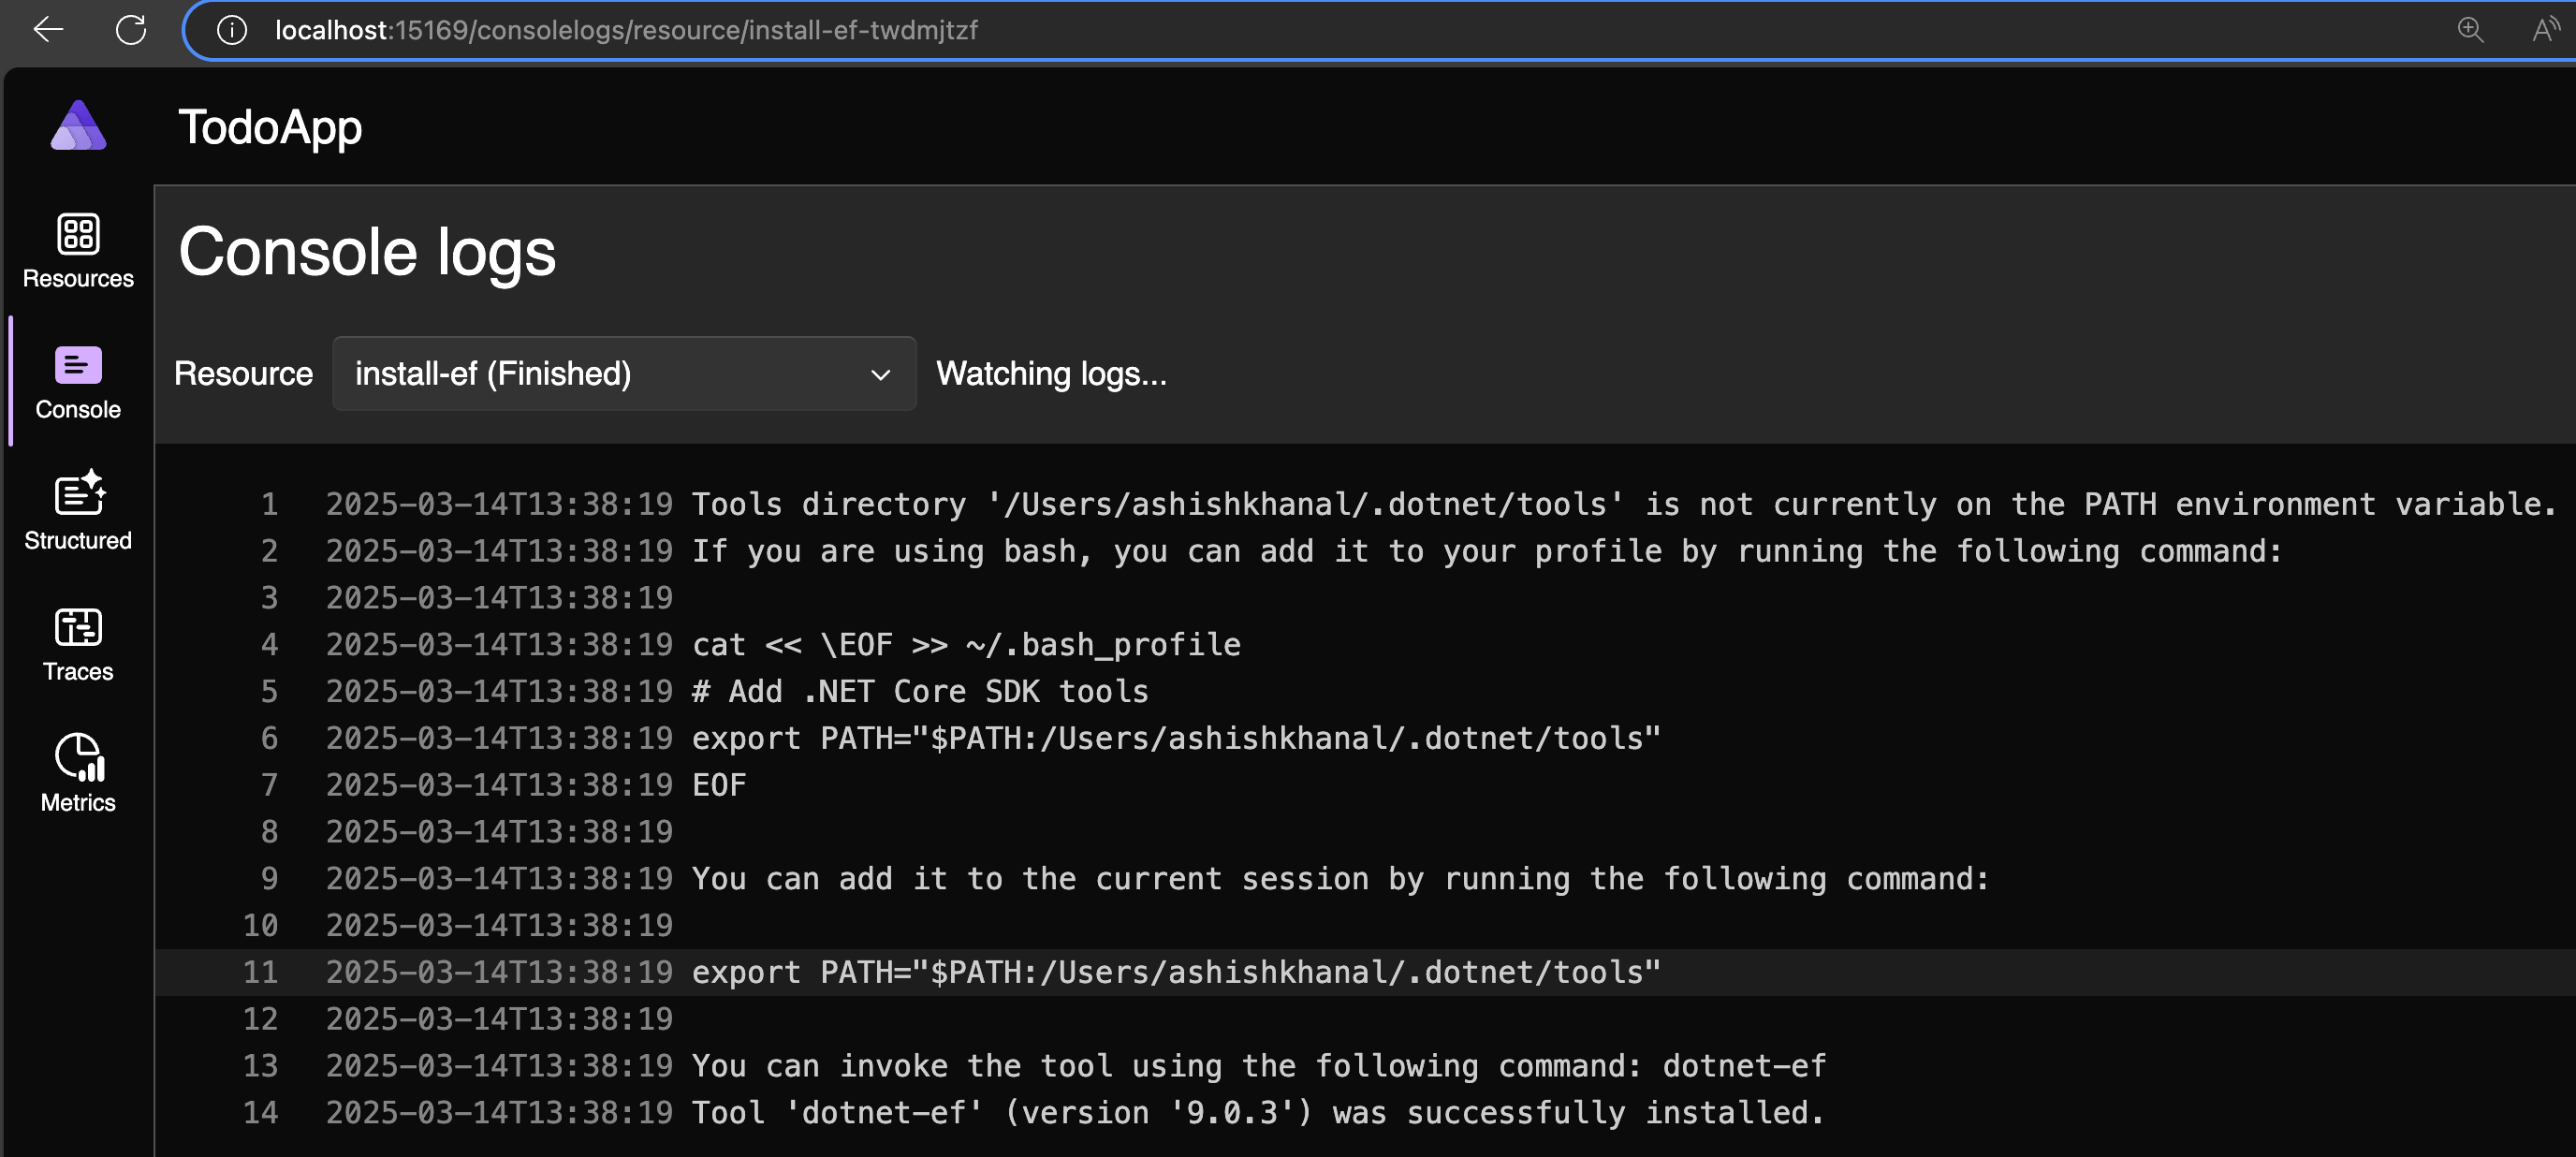 localhost:15169/consolelogs/resource/install-ef-twdmjtzf
TodoApp
Resources
Console
Structured
Traces
Metrics
Console logs
Resource install-ef (Finished) Watching logs...
1 2025-03-14T13:38:19 Tools directory '/Users/ashishkhanal/.dotnet/tools' is not currently on the PATH environment variable.
2 2025-03-14T13:38:19 If you are using bash, you can add it to your profile by running the following command:
3 2025-03-14T13:38:19
4 2025-03-14T13:38:19 cat << \EOF >> ~/.bash_profile
5 2025-03-14T13:38:19 # Add .NET Core SDK tools
6 2025-03-14T13:38:19 export PATH="$PATH:/Users/ashishkhanal/.dotnet/tools"
7 2025-03-14T13:38:19 EOF
8 2025-03-14T13:38:19
9 2025-03-14T13:38:19 You can add it to the current session by running the following command:
10 2025-03-14T13:38:19
11 2025-03-14T13:38:19 export PATH="$PATH:/Users/ashishkhanal/.dotnet/tools"
12 2025-03-14T13:38:19
13 2025-03-14T13:38:19 You can invoke the tool using the following command: dotnet-ef
14 2025-03-14T13:38:19 Tool 'dotnet-ef' (version '9.0.3') was successfully installed.